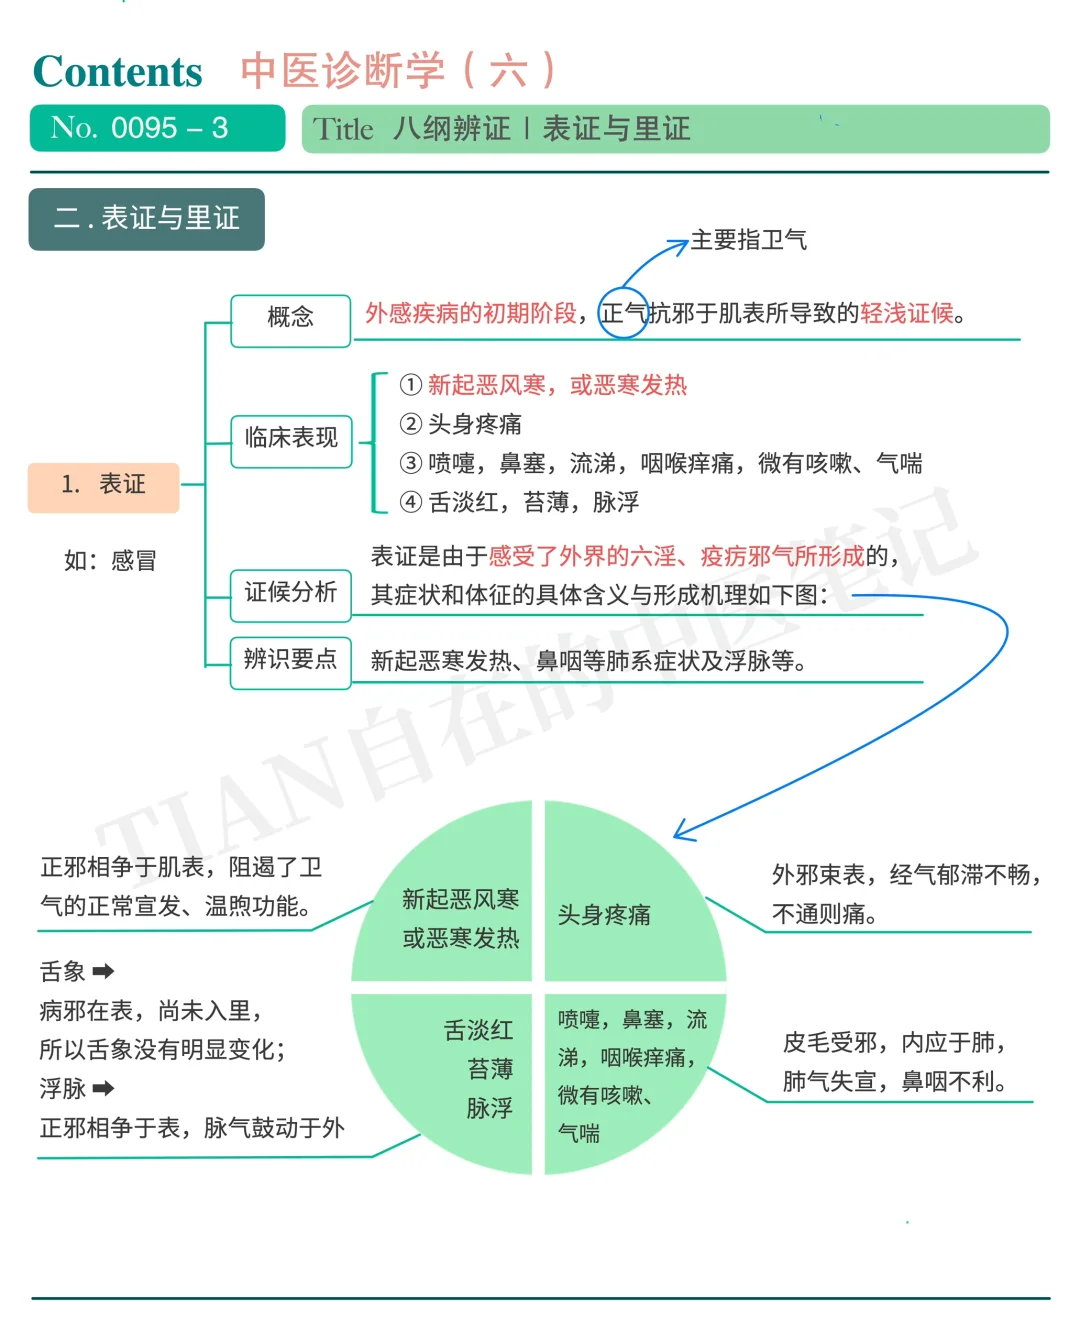 Contents 中医诊断学（六）
No. 0095 – 3
Title 八纲辨证 | 表证与里证
二 . 表证与里证
主要指卫气
概念
外感疾病的初期阶段，正气抗邪于肌表所导致的轻浅证候。
临床表现
① 新起恶风寒，或恶寒发热
② 头身疼痛
③ 喷嚏，鼻塞，流涕，咽喉痒痛，微有咳嗽、气喘
④ 舌淡红，苔薄，脉浮
1. 表证
如：感冒
证候分析
表证是由于感受了外界的六淫、疫疠邪气所形成的，
其症状和体征的具体含义与形成机理如下图：
辨识要点
新起恶寒发热、鼻咽等肺系症状及浮脉等。
TIAN自在的中医笔记
正邪相争于肌表，阻遏了卫
气的正常宣发、温煦功能。
新起恶风寒
或恶寒发热
头身疼痛
外邪束表，经气郁滞不畅，
不通则痛。
舌象➡
病邪在表，尚未入里，
所以舌象没有明显变化；
浮脉➡
正邪相争于表，脉气鼓动于外
舌淡红
苔薄
脉浮
喷嚏，鼻塞，流
涕，咽喉痒痛，
微有咳嗽、
气喘
皮毛受邪，内应于肺，
肺气失宣，鼻咽不利。